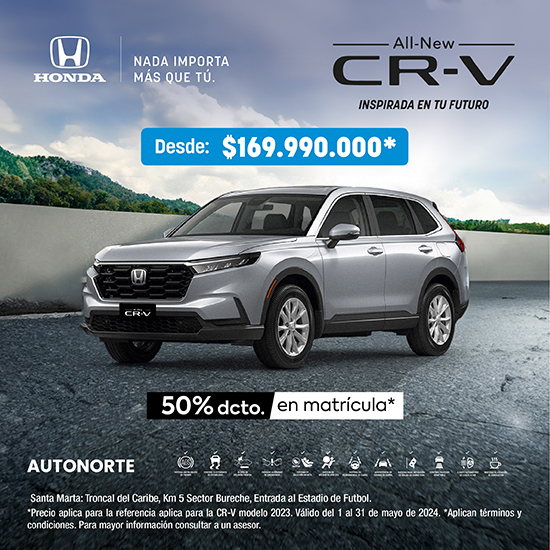 HONDA
NADA IMPORTA
MÁS QUE TÚ.
All-New
CR-V
INSPIRADA EN TU FUTURO
Desde: $169.990.000*
CR-V
50% dcto. en matrícula*
AUTONORTE
Santa Marta: Troncal del Caribe, Km 5 Sector Bureche, Entrada al Estadio de Futbol.
*Precio aplica para la referencia aplica para la CR-V modelo 2023. Válido del 1 al 31 de mayo de 2024. *Aplican términos y
condiciones. Para mayor información consultar a un asesor.